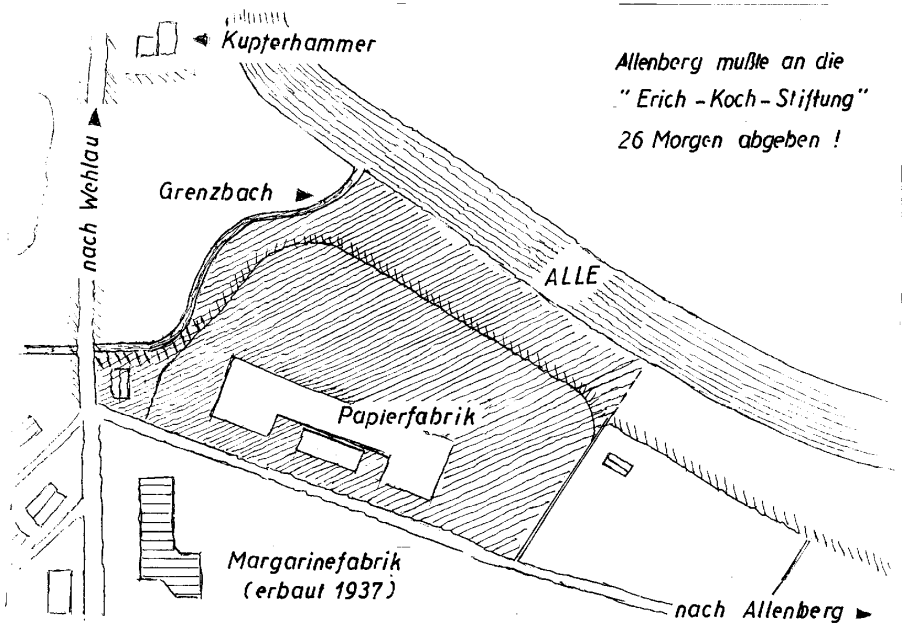 Kupferhammer
Allenberg mußte an die
"Erich-Koch-Stiftung"
26 Morgen abgeben !
nach Wehlau
Grenzbach
ALLE
Papierfabrik
Margarinefabrik
(erbaut 1937)
nach Allenberg